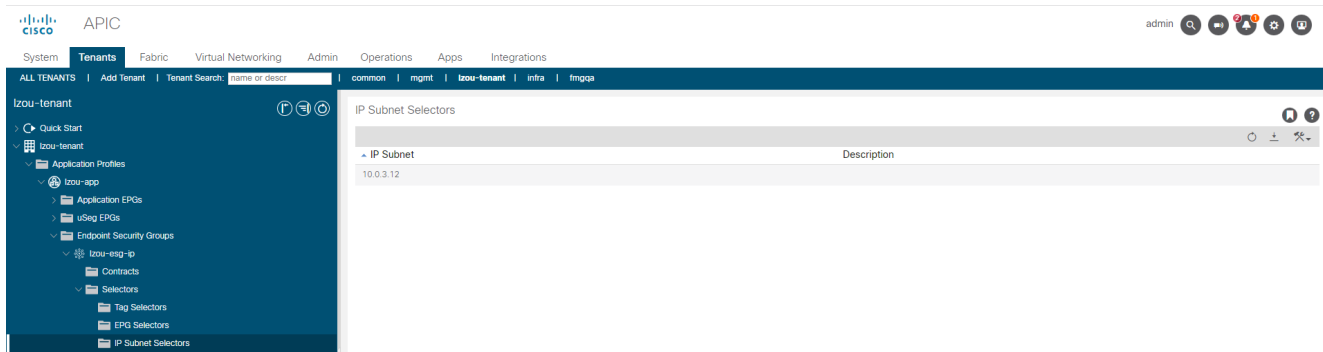 CISCO APIC admin 2 1
System Tenants Fabric Virtual Networking Admin Operations Apps Integrations
ALL TENANTS | Add Tenant | Tenant Search: name or descr | common | mgmt | lzou-tenant | infra | fmgqa
lzou-tenant
Quick Start
lzou-tenant
Application Profiles
lzou-app
Application EPGs
uSeg EPGs
Endpoint Security Groups
lzou-esg-ip
Contracts
Selectors
Tag Selectors
EPG Selectors
IP Subnet Selectors
IP Subnet Selectors
IP Subnet Description
10.0.3.12